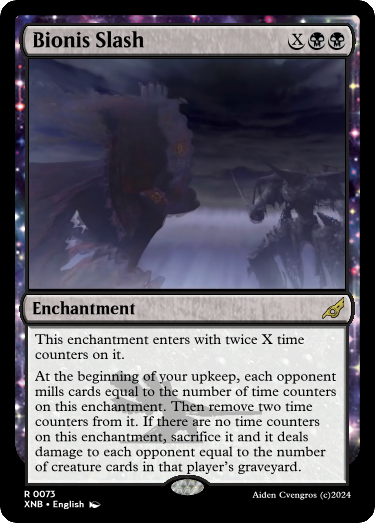 Bionis Slash X
Enchantment
This enchantment enters with twice X time
counters on it.
At the beginning of your upkeep, each opponent
mills cards equal to the number of time counters
on this enchantment. Then remove two time
counters from it. If there are no time counters
on this enchantment, sacrifice it and it deals
damage to each opponent equal to the number
of creature cards in that player's graveyard.
R 0073
XNB • English Aiden Cvengros (c)2024